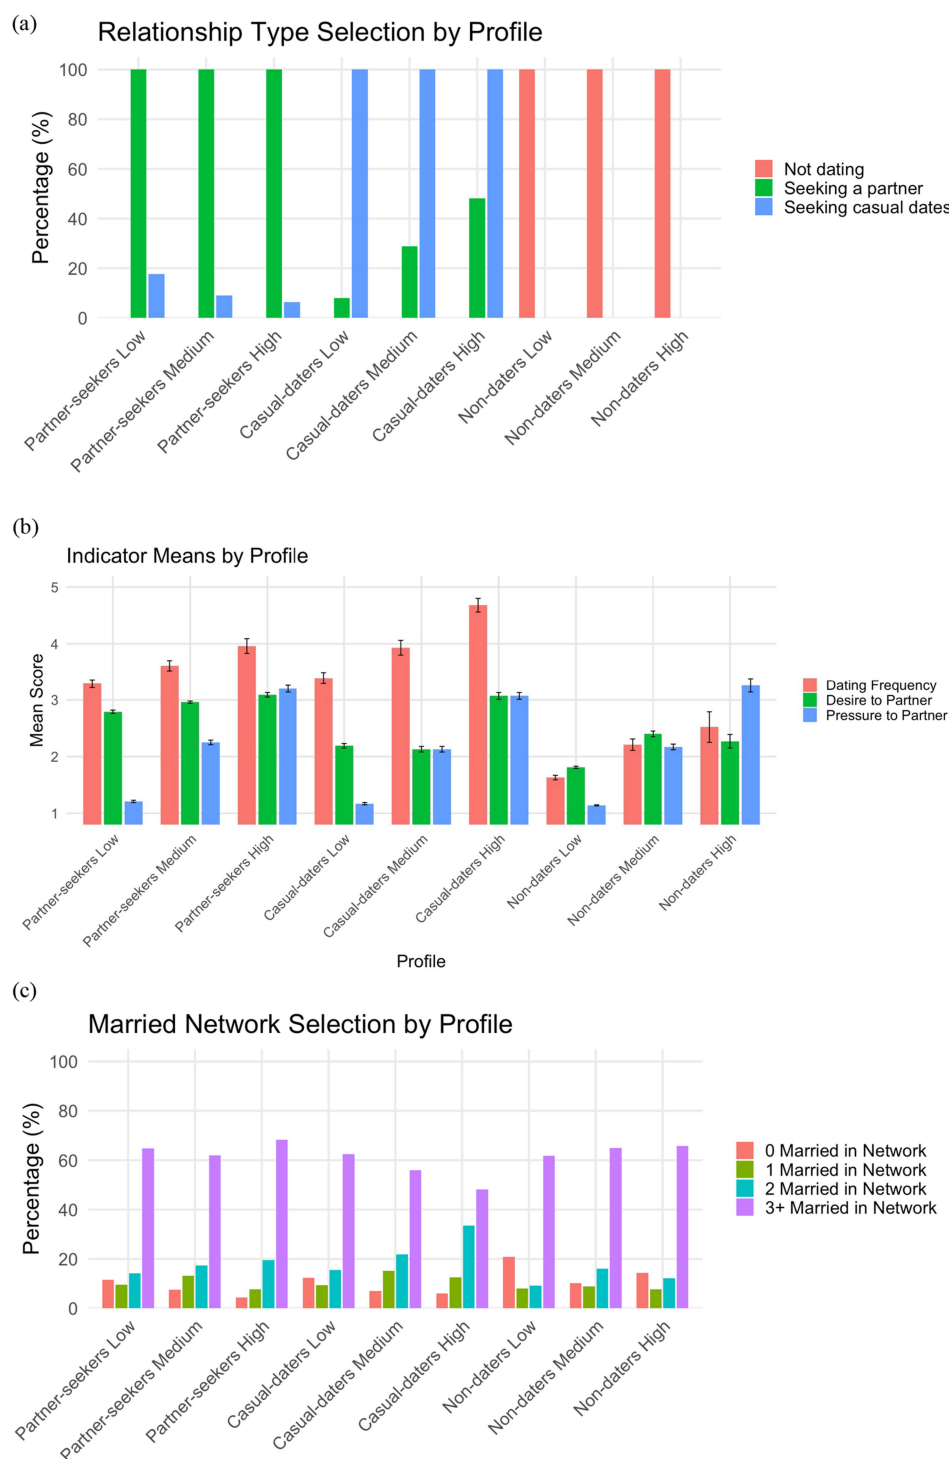 (a)
Relationship Type Selection by Profile
Percentage (%)
100
80
60
40
20
0
Not dating
Seeking a partner
Seeking casual dates
Partner-seekers Low
Partner-seekers Medium
Partner-seekers High
Casual-daters Low
Casual-daters Medium
Casual-daters High
Non-daters Low
Non-daters Medium
Non-daters High
(b)
Indicator Means by Profile
Mean Score
5
4
3
2
1
Dating Frequency
Desire to Partner
Pressure to Partner
Partner-seekers Low
Partner-seekers Medium
Partner-seekers High
Casual-daters Low
Casual-daters Medium
Casual-daters High
Non-daters Low
Non-daters Medium
Non-daters High
Profile
(c)
Married Network Selection by Profile
Percentage (%)
100
80
60
40
20
0
0 Married in Network
1 Married in Network
2 Married in Network
3+ Married in Network
Partner-seekers Low
Partner-seekers Medium
Partner-seekers High
Casual-daters Low
Casual-daters Medium
Casual-daters High
Non-daters Low
Non-daters Medium
Non-daters High